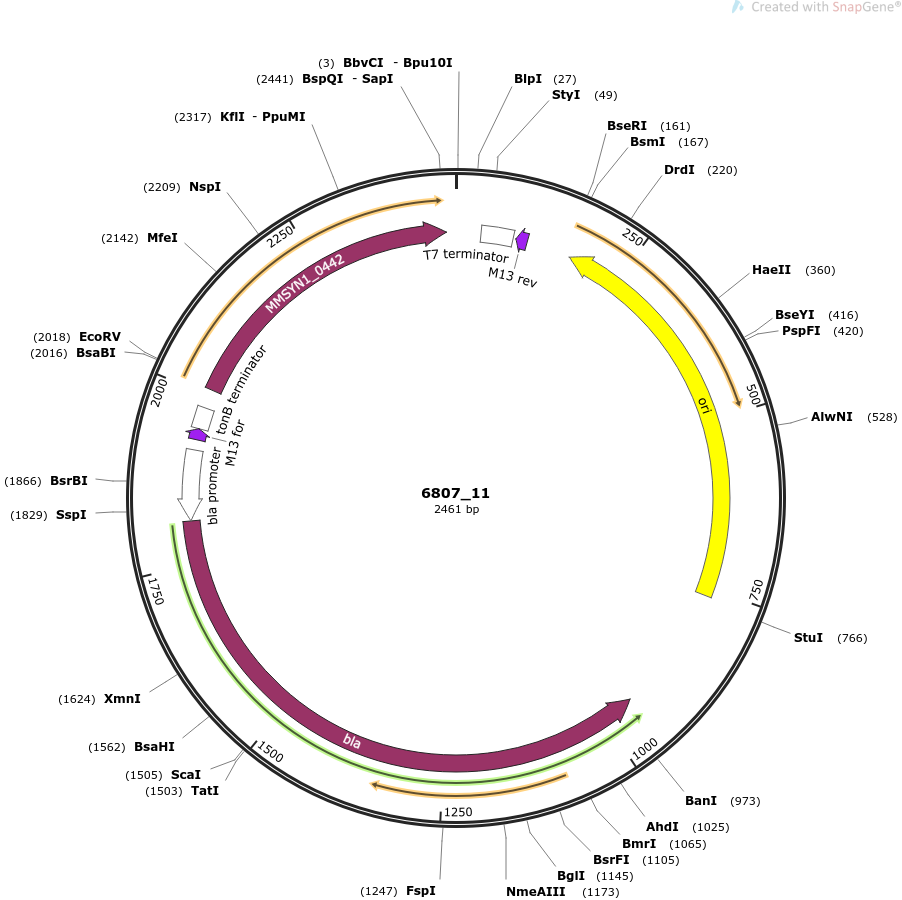 Created with SnapGene®
(3) BbvCI - Bpu10I
(2441) BspQI - SapI
(2317) KflI - PpuMI
(2209) NspI
(2142) MfeI
(2018) EcoRV
(2016) BsaBI
(1866) BsrBI
(1829) SspI
(1624) XmnI
(1562) BsaHI
(1505) ScaI
(1503) TatI
(1247) FspI
BlpI (27)
StyI (49)
BseRI (161)
BsmI (167)
DrdI (220)
HaeII (360)
BseYI (416)
PspFI (420)
AlwNI (528)
StuI (766)
BanI (973)
AhdI (1025)
BmrI (1065)
BsrFI (1105)
BglI (1145)
NmeAIII (1173)
250
500
750
1000
1250
1500
1750
2000
2250
T7 terminator
M13 rev
ori
bla
bla promoter
M13 for
tonB terminator
MMSYN1_0442
6807_11
2461 bp